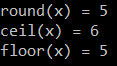 round(x) = 5
ceil(x) = 6
floor(x) = 5